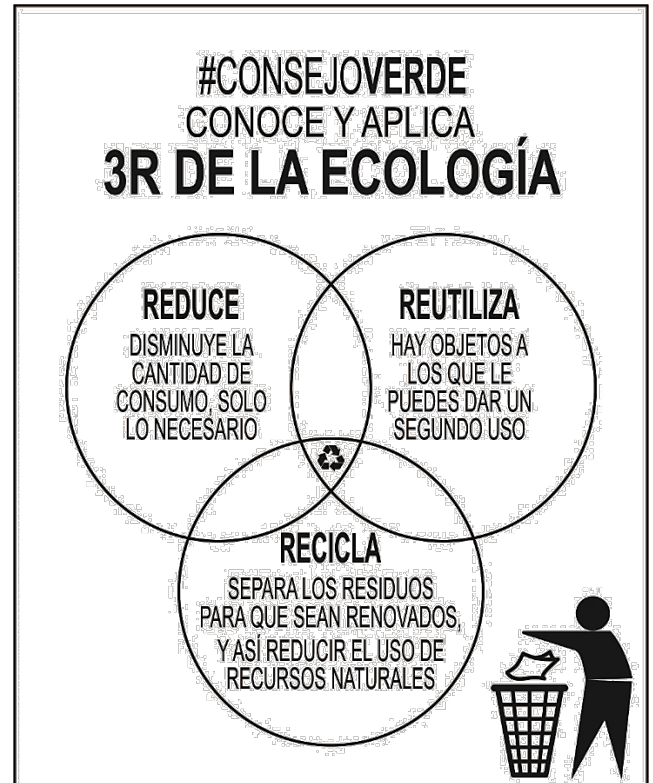 #CONSEJOVERDE
CONOCE Y APLICA
3R DE LA ECOLOGÍA
REDUCE
DISMINUYE LA
CANTIDAD DE
CONSUMO, SOLO
LO NECESARIO
REUTILIZA
HAY OBJETOS A
LOS QUE LE
PUEDES DAR UN
SEGUNDO USO
RECICLA
SEPARA LOS RESIDUOS
PARA QUE SEAN RENOVADOS,
Y ASÍ REDUCIR EL USO DE
RECURSOS NATURALES